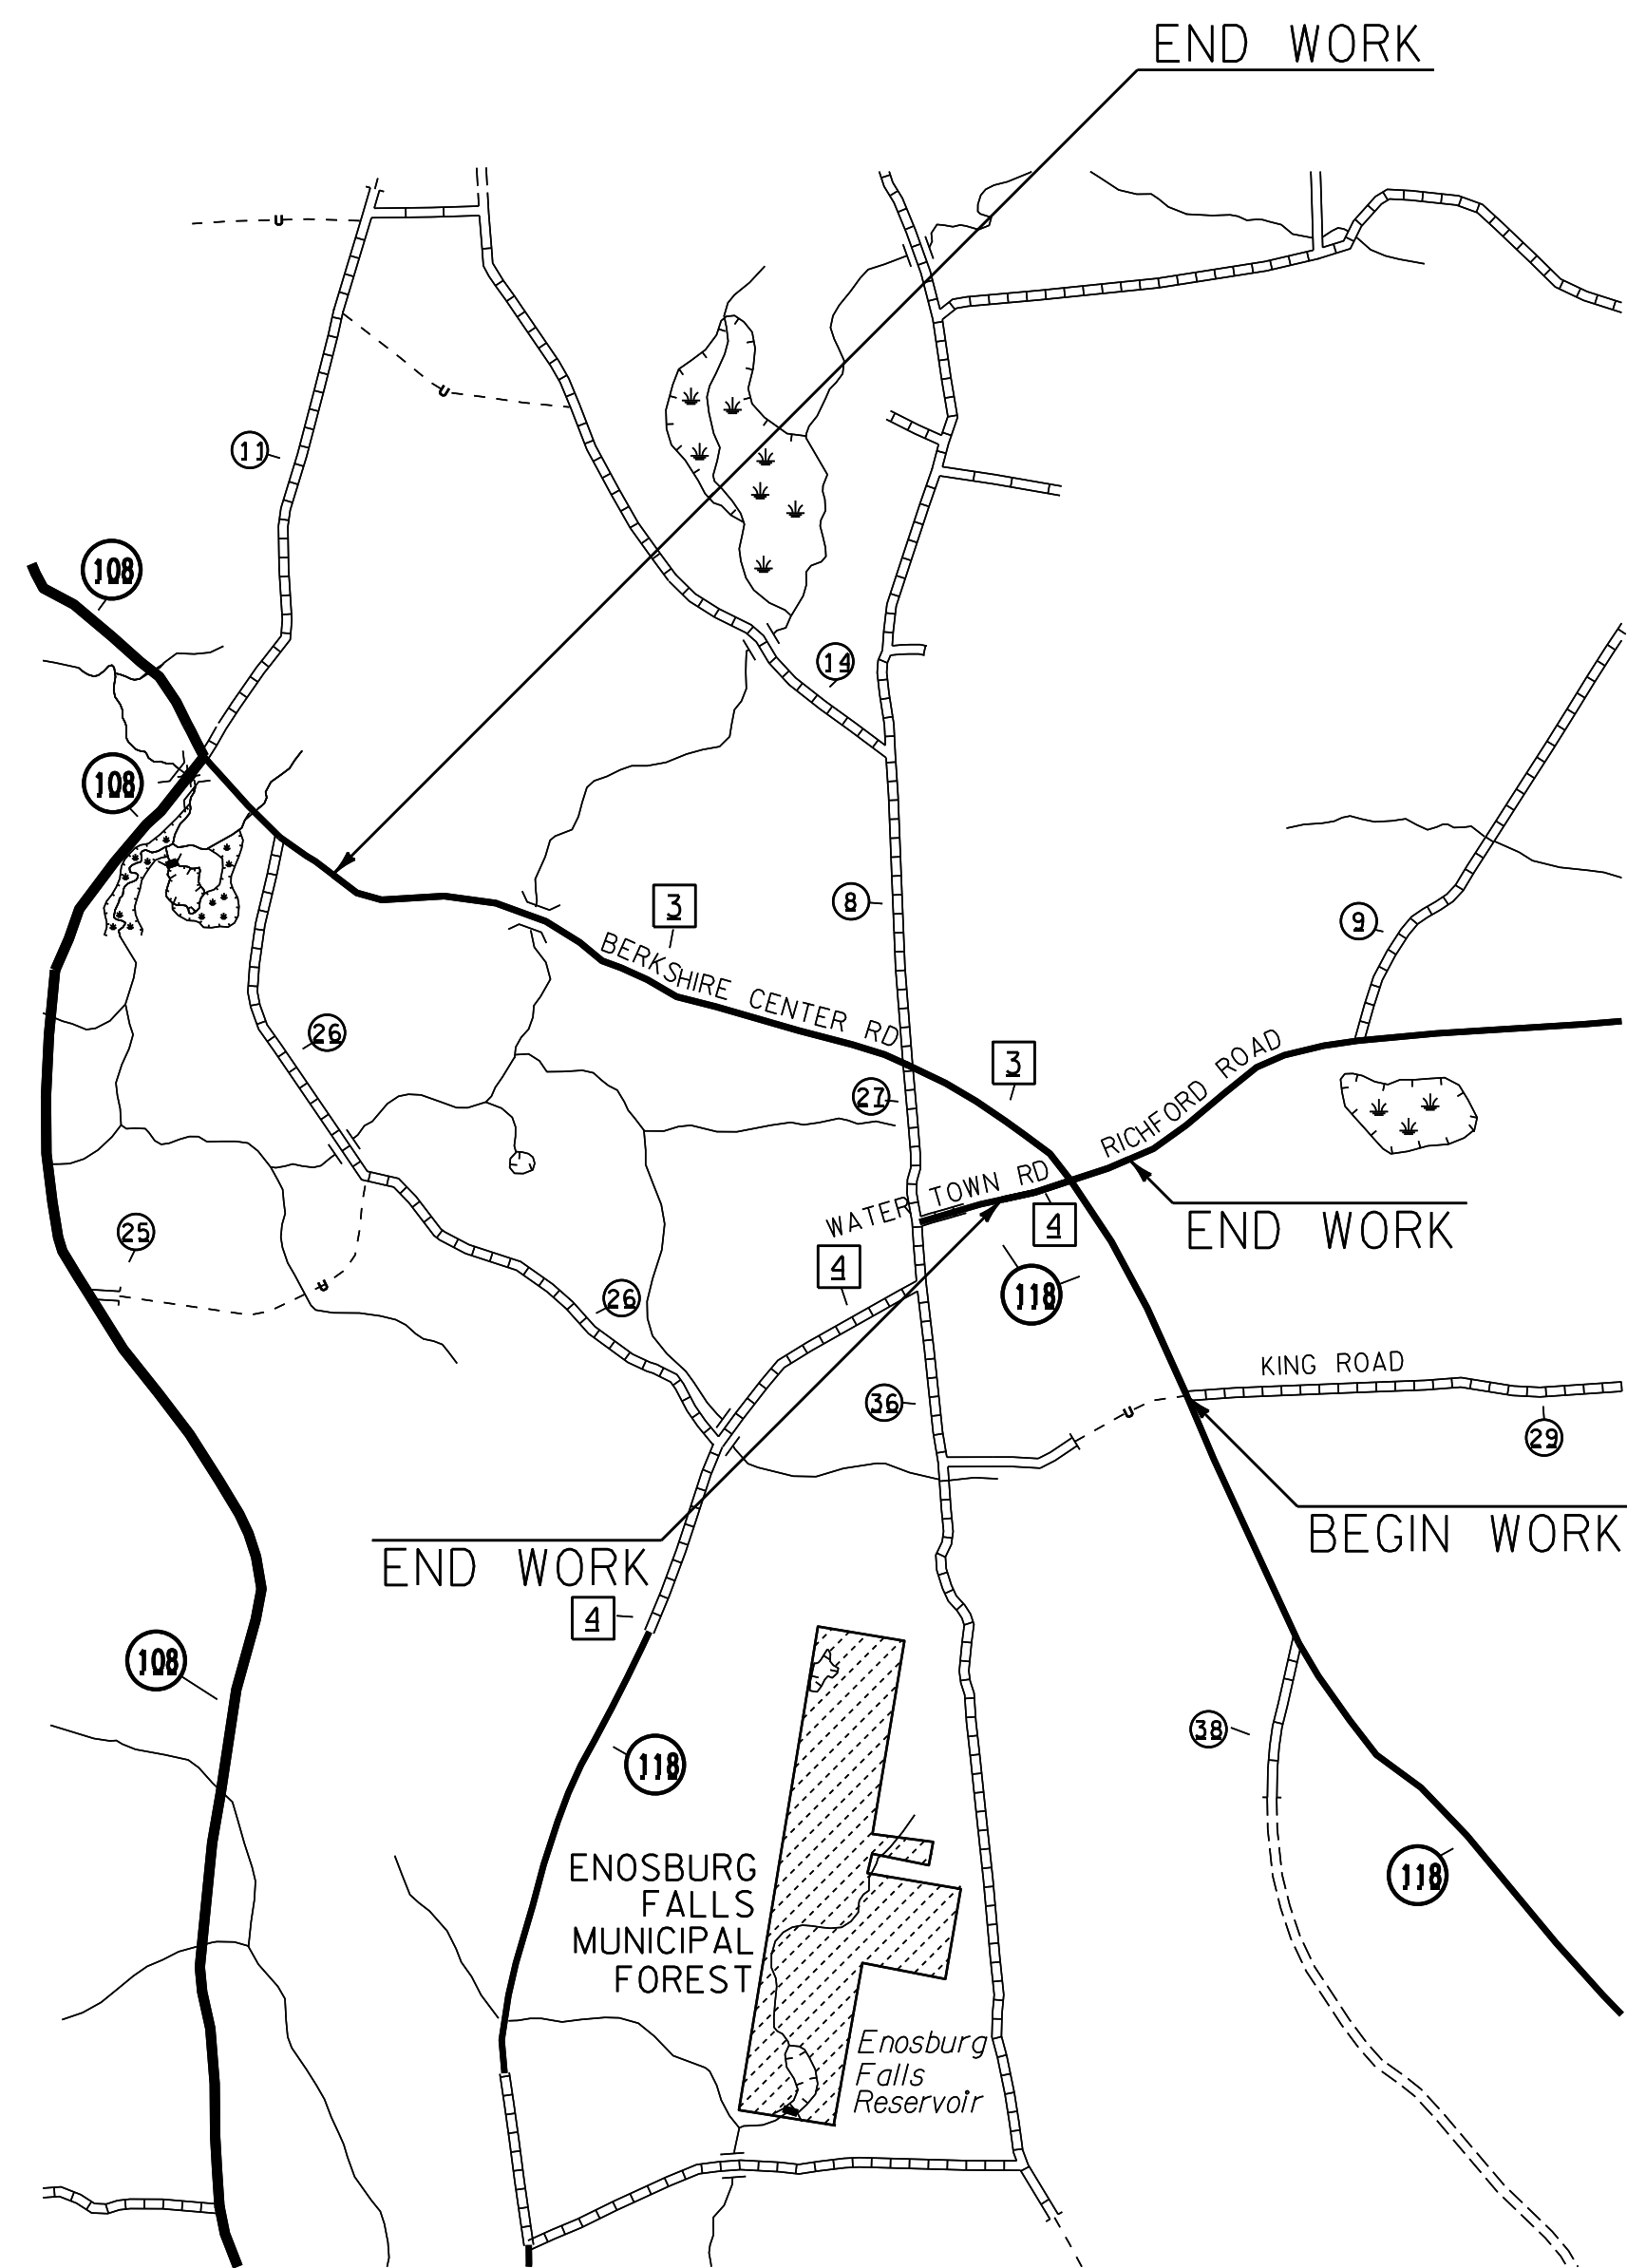 END WORK
U
U
11
108
14
108
3
8
9
BERKSHIRE CENTER RD
26
3
RICHFORD ROAD
27
WATER TOWN RD
4
END WORK
25
4
U
26
118
KING ROAD
36
U
29
BEGIN WORK
END WORK
4
108
38
118
ENOSBURG
FALLS
MUNICIPAL
FOREST
118
Enosburg
Falls
Reservoir